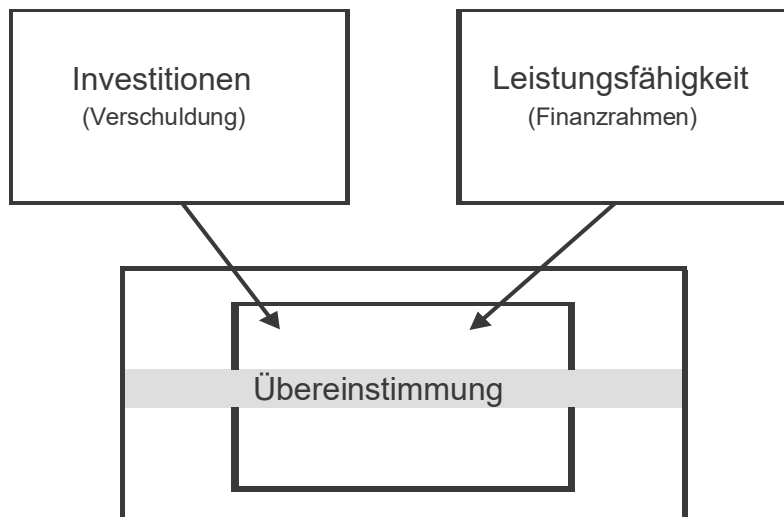 Investitionen
(Verschuldung)
Leistungsfähigkeit
(Finanzrahmen)
Übereinstimmung